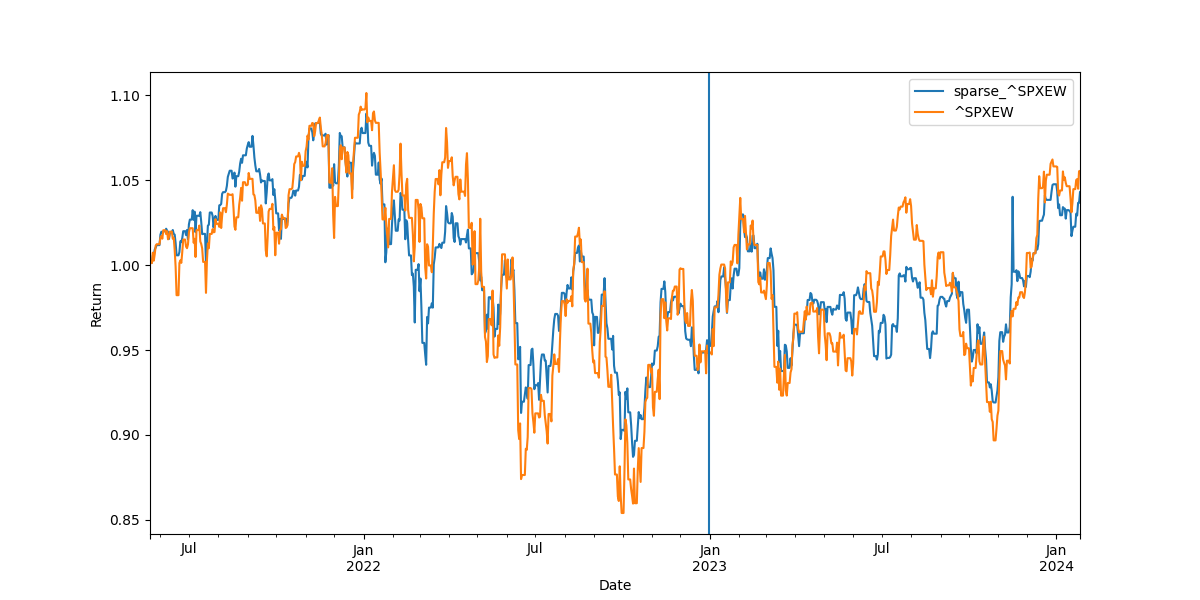 sparse_^SPXEW
^SPXEW
1.10
1.05
1.00
0.95
0.90
0.85
Return
Jul
Jan
2022
Jul
Jan
2023
Jul
Jan
2024
Date